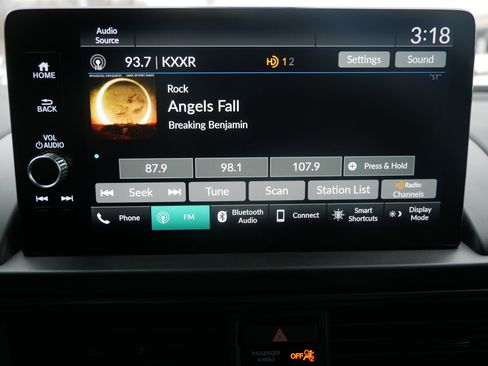 Audio
Source
3:18
93.7 | KXXR
HD 1 2
Settings
Sound
"ST"
HOME
BACK
VOL
AUDIO
Rock
Angels Fall
Breaking Benjamin
87.9
98.1
107.9
+ Press & Hold
Seek
Tune
Scan
Station List
HD Radio
Channels
Phone
FM
Bluetooth
Audio
Connect
Smart
Shortcuts
Display
Mode
PASSENGER
AIRBAG
OFF